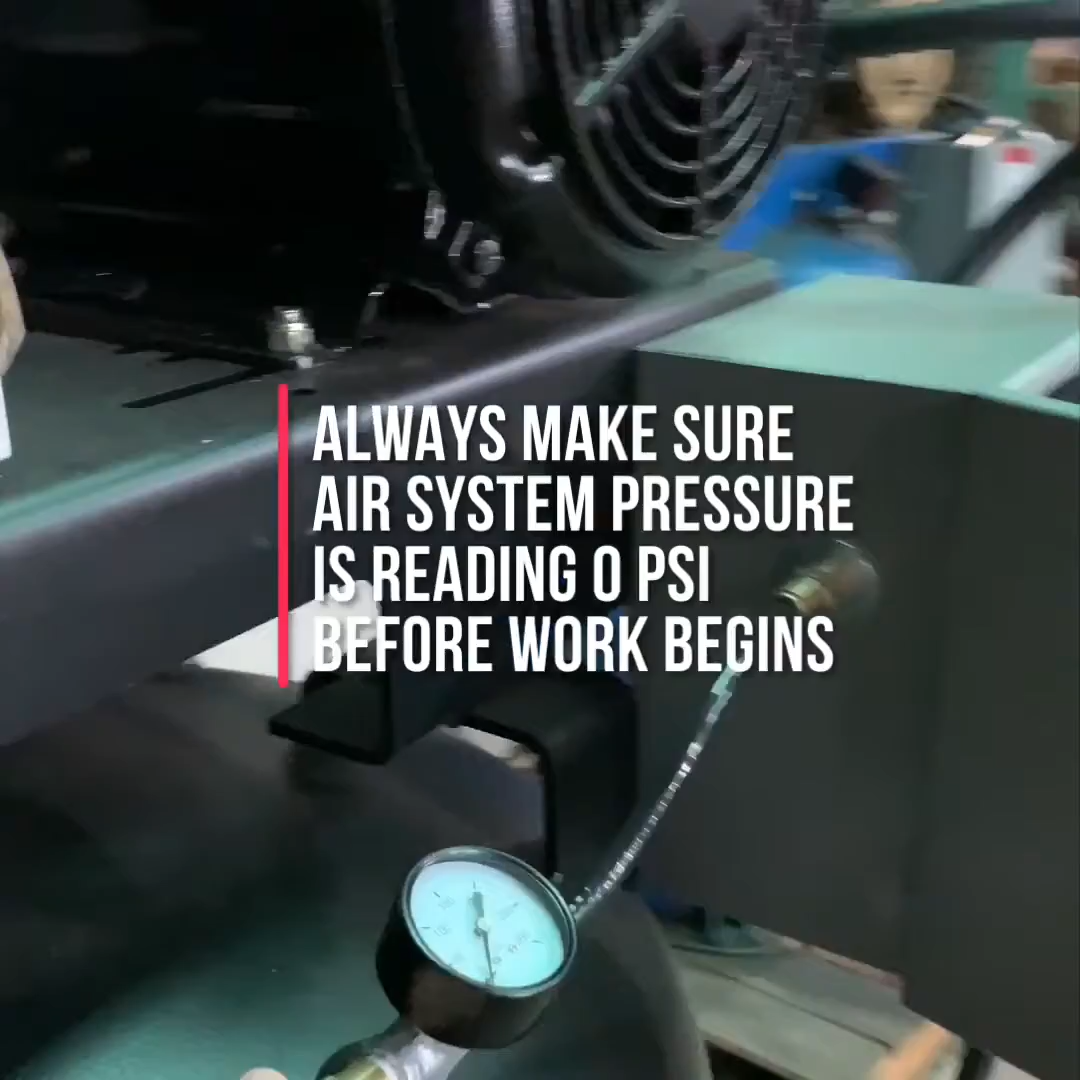 ALWAYS MAKE SURE
AIR SYSTEM PRESSURE
IS READING 0 PSI
BEFORE WORK BEGINS